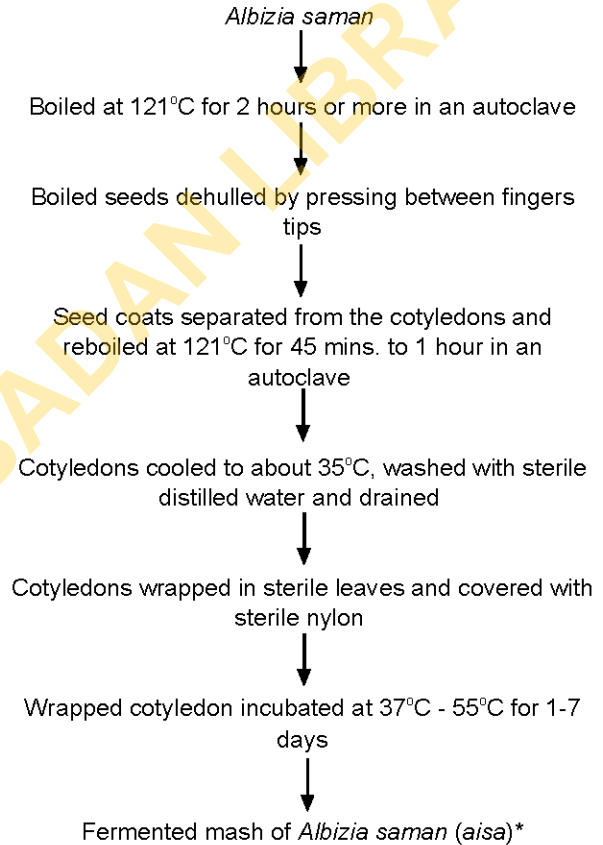 Albizia saman
Boiled at 121°C for 2 hours or more in an autoclave
Boiled seeds dehulled by pressing between fingers
tips
Seed coats separated from the cotyledons and
reboiled at 121°C for 45 mins. to 1 hour in an
autoclave
Cotyledons cooled to about 35°C, washed with sterile
distilled water and drained
Cotyledons wrapped in sterile leaves and covered with
sterile nylon
Wrapped cotyledon incubated at 37°C - 55°C for 1-7
days
Fermented mash of Albizia saman (aisa)*